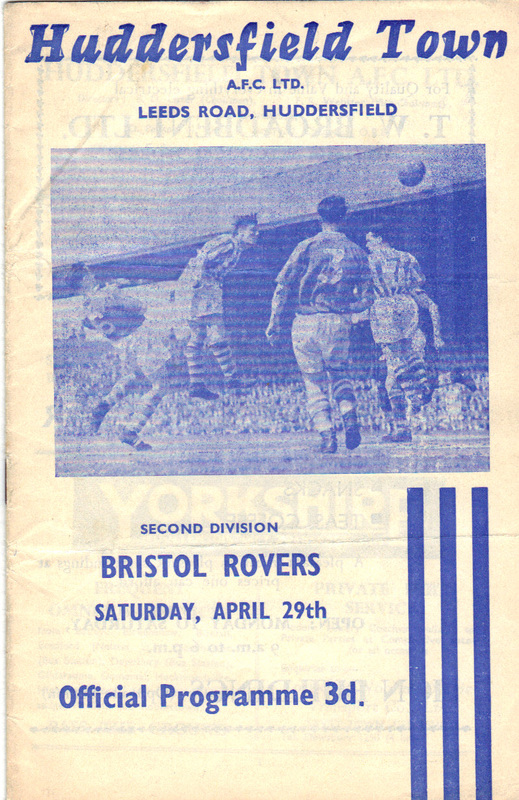 Huddersfield Town
A.F.C. LTD.
LEEDS ROAD, HUDDERSFIELD
SECOND DIVISION
BRISTOL ROVERS
SATURDAY, APRIL 29th
Official Programme 3d.